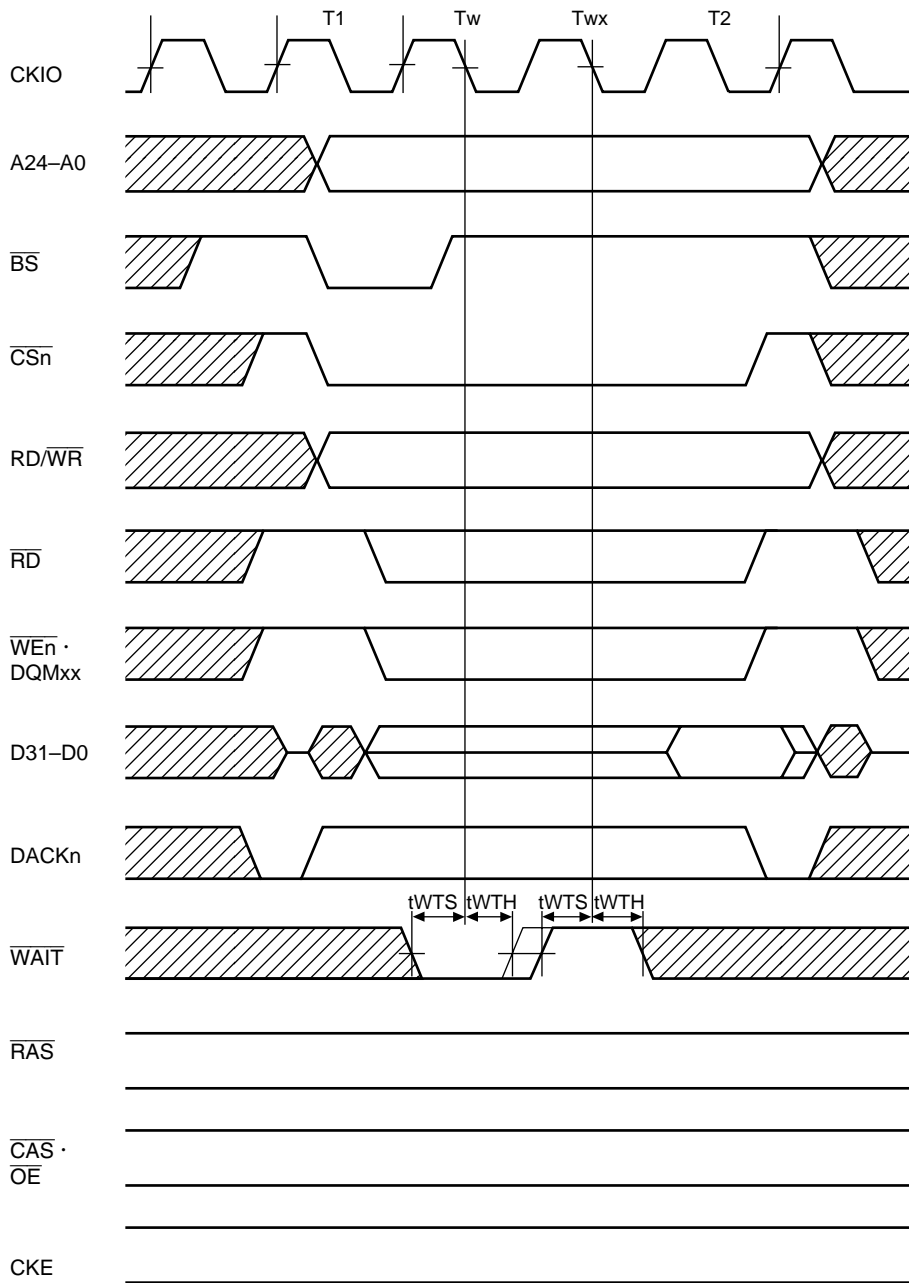 T1 Tw Twx T2
CKIO
A24–A0
BS
CSn
RD/WR
RD
WEn ·
DQMxx
D31–D0
DACKn
tWTS tWTH tWTS tWTH
WAIT
RAS
CAS ·
OE
CKE